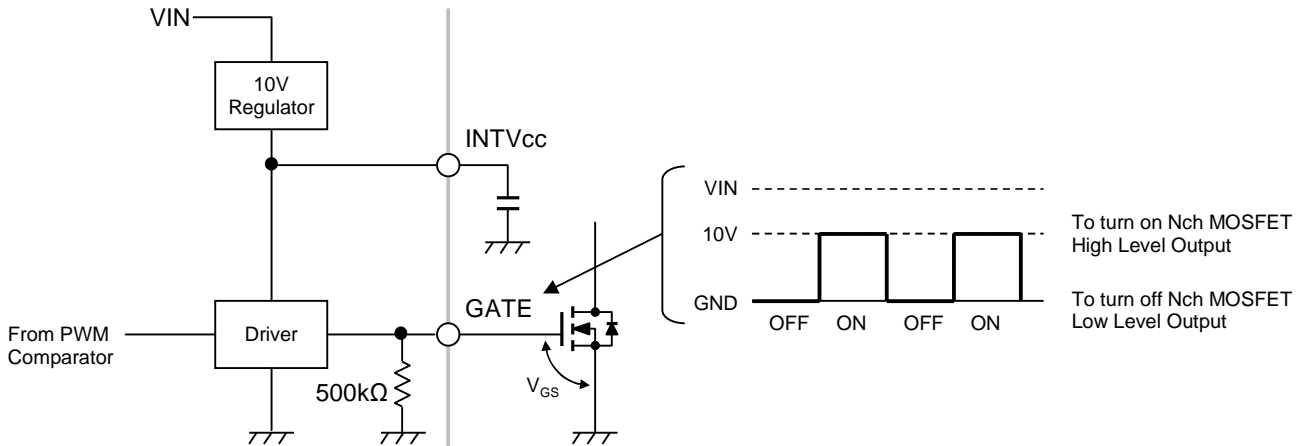 VIN
10V
Regulator
INTVcc
VIN
10V
GND
OFF ON OFF ON
To turn on Nch MOSFET
High Level Output
To turn off Nch MOSFET
Low Level Output
GATE
From PWM
Comparator
Driver
500kΩ
VGS